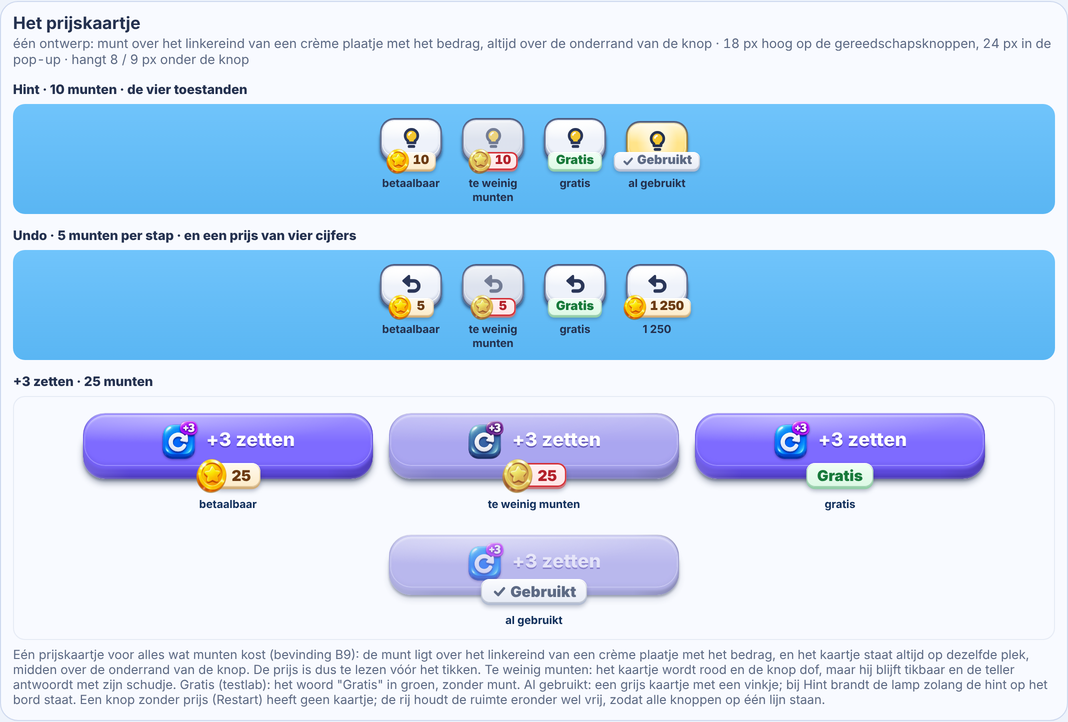 Het prijskaartje
één ontwerp: munt over het linkereind van een crème plaatje met het bedrag, altijd over de onderrand van de knop · 18 px hoog op de gereedschapsknoppen, 24 px in de
pop-up · hangt 8 / 9 px onder de knop
Hint · 10 munten · de vier toestanden
10 10 Gratis ✓ Gebruikt
betaalbaar te weinig munten gratis al gebruikt
Undo · 5 munten per stap · en een prijs van vier cijfers
5 5 Gratis 1 250
betaalbaar te weinig munten gratis 1 250
+3 zetten · 25 munten
+3 +3 zetten +3 +3 zetten +3 +3 zetten
25 25 Gratis
betaalbaar te weinig munten gratis
+3 +3 zetten
✓ Gebruikt
al gebruikt
Eén prijskaartje voor alles wat munten kost (bevinding B9): de munt ligt over het linkereind van een crème plaatje met het bedrag, en het kaartje staat altijd op dezelfde plek,
midden over de onderrand van de knop. De prijs is dus te lezen vóór het tikken. Te weinig munten: het kaartje wordt rood en de knop dof, maar hij blijft tikbaar en de teller
antwoordt met zijn schudje. Gratis (testlab): het woord "Gratis" in groen, zonder munt. Al gebruikt: een grijs kaartje met een vinkje; bij Hint brandt de lamp zolang de hint op het
bord staat. Een knop zonder prijs (Restart) heeft geen kaartje; de rij houdt de ruimte eronder wel vrij, zodat alle knoppen op één lijn staan.